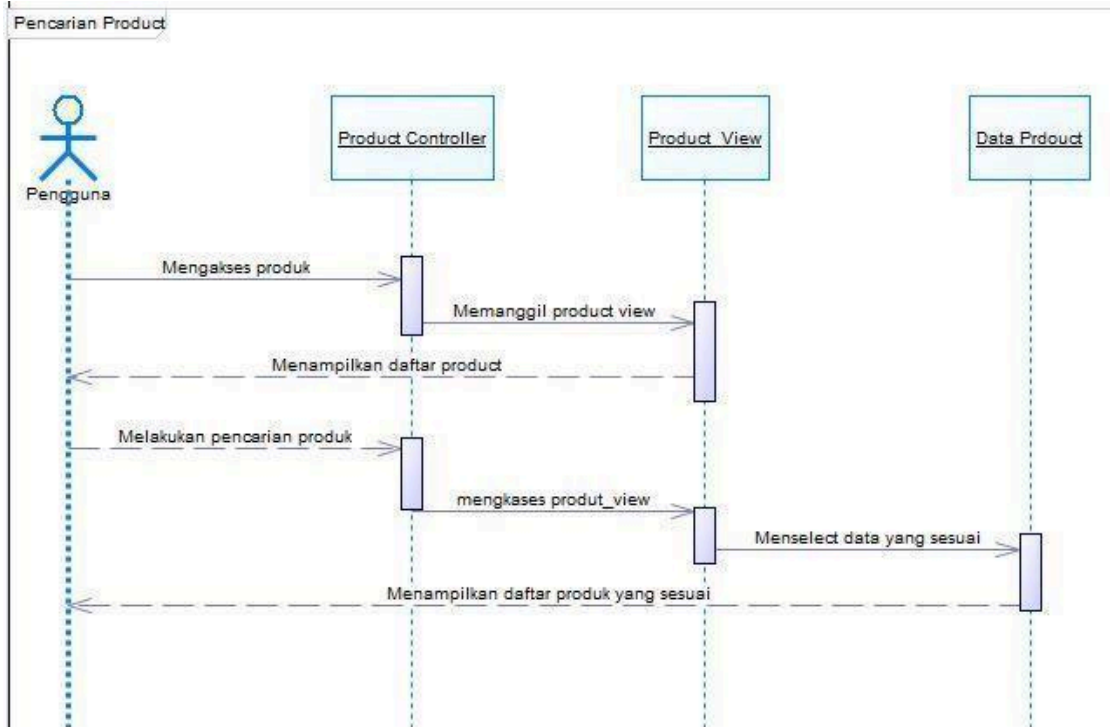 Pencarian Product
Product Controller
Product_View
Data Prdouct
Pengguna
Mengakses produk
Memanggil product view
Menampilkan daftar product
Melakukan pencarian produk
mengkases produt_view
Menselect data yang sesuai
Menampilkan daftar produk yang sesuai